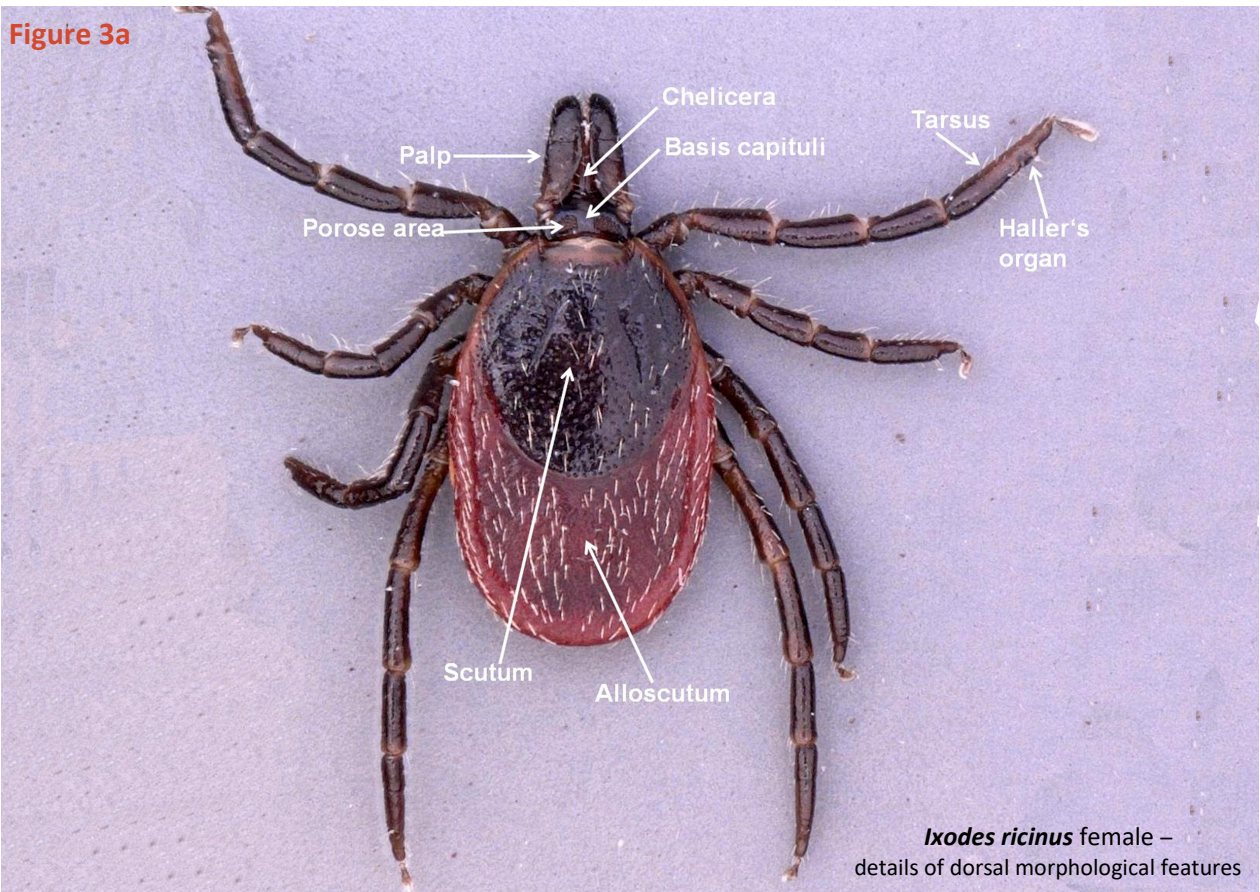 Figure 3a
Chelicera
Tarsus
Palp
Basis capituli
Porose area
Haller‘s
organ
Scutum
Alloscutum
Ixodes ricinus female –
details of dorsal morphological features